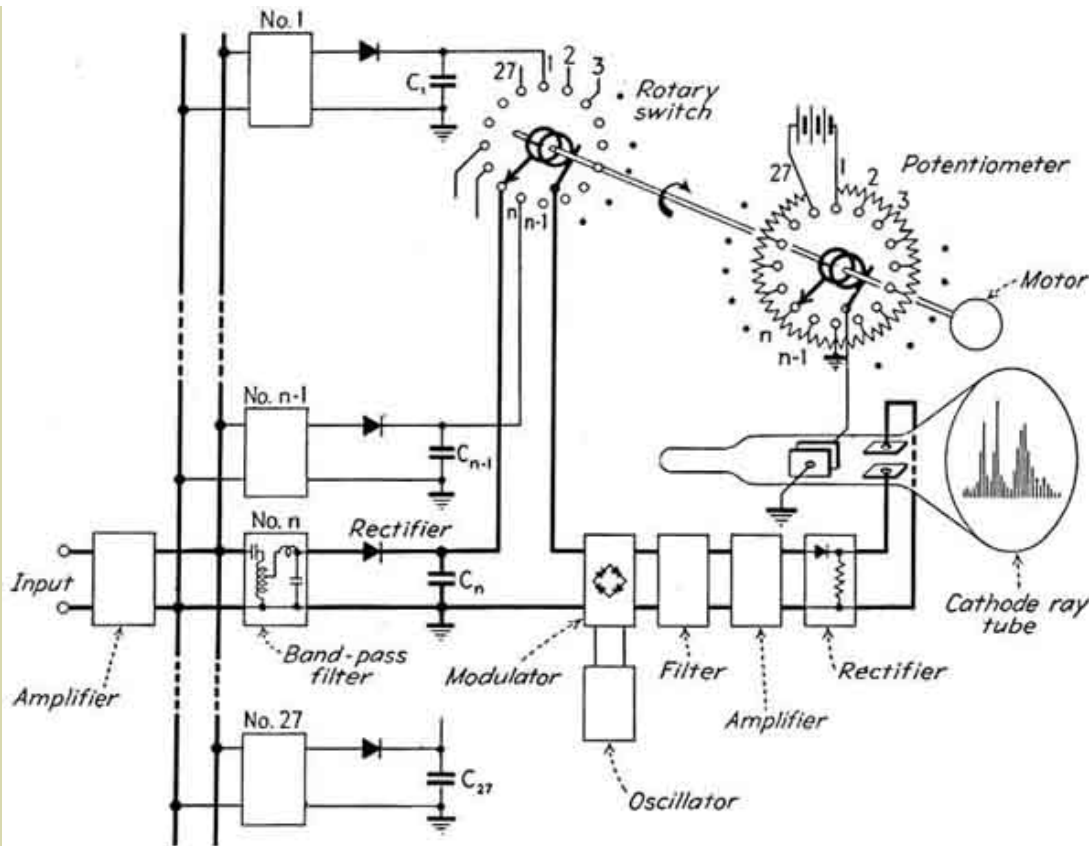 No. 1
C₁
27
1
2
3
Rotary
switch
n
n-1
27
1
2
3
Potentiometer
n
n-1
Motor
No. n-1
Cₙ₋₁
No. n
Rectifier
Cₙ
Input
Band-pass
filter
Amplifier
No. 27
C₂₇
Modulator
Filter
Rectifier
Cathode ray
tube
Amplifier
Oscillator